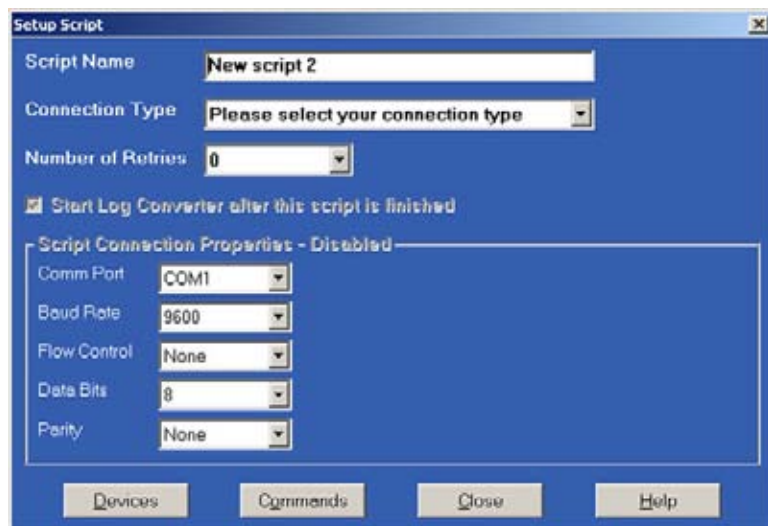 Setup Script
Script Name New script 2
Connection Type Please select your connection type
Number of Retries 0
Start Log Converter after this script is finished
Script Connection Properties - Disabled
Comm Port COM1
Baud Rate 9600
Flow Control None
Data Bits 8
Parity None
Devices Commands Close Help